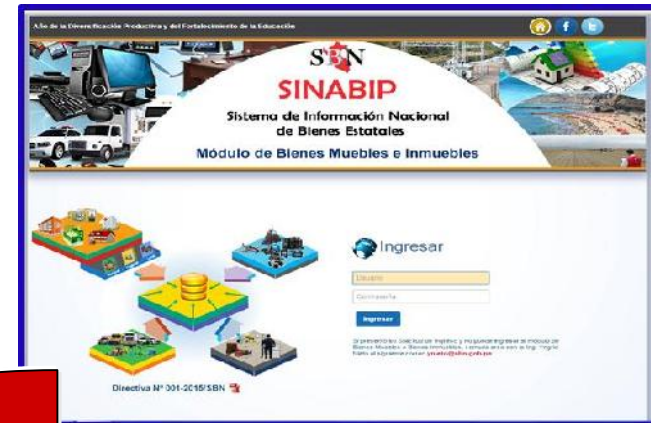 Año de la Diversificación Productiva y del Fortalecimiento de la Educación
SBN
SINABIP
Sistema de Información Nacional
de Bienes Estatales
Módulo de Bienes Muebles e Inmuebles
Ingresar
Usuario
Contraseña
Ingresar
Directiva N° 001-2015/SBN